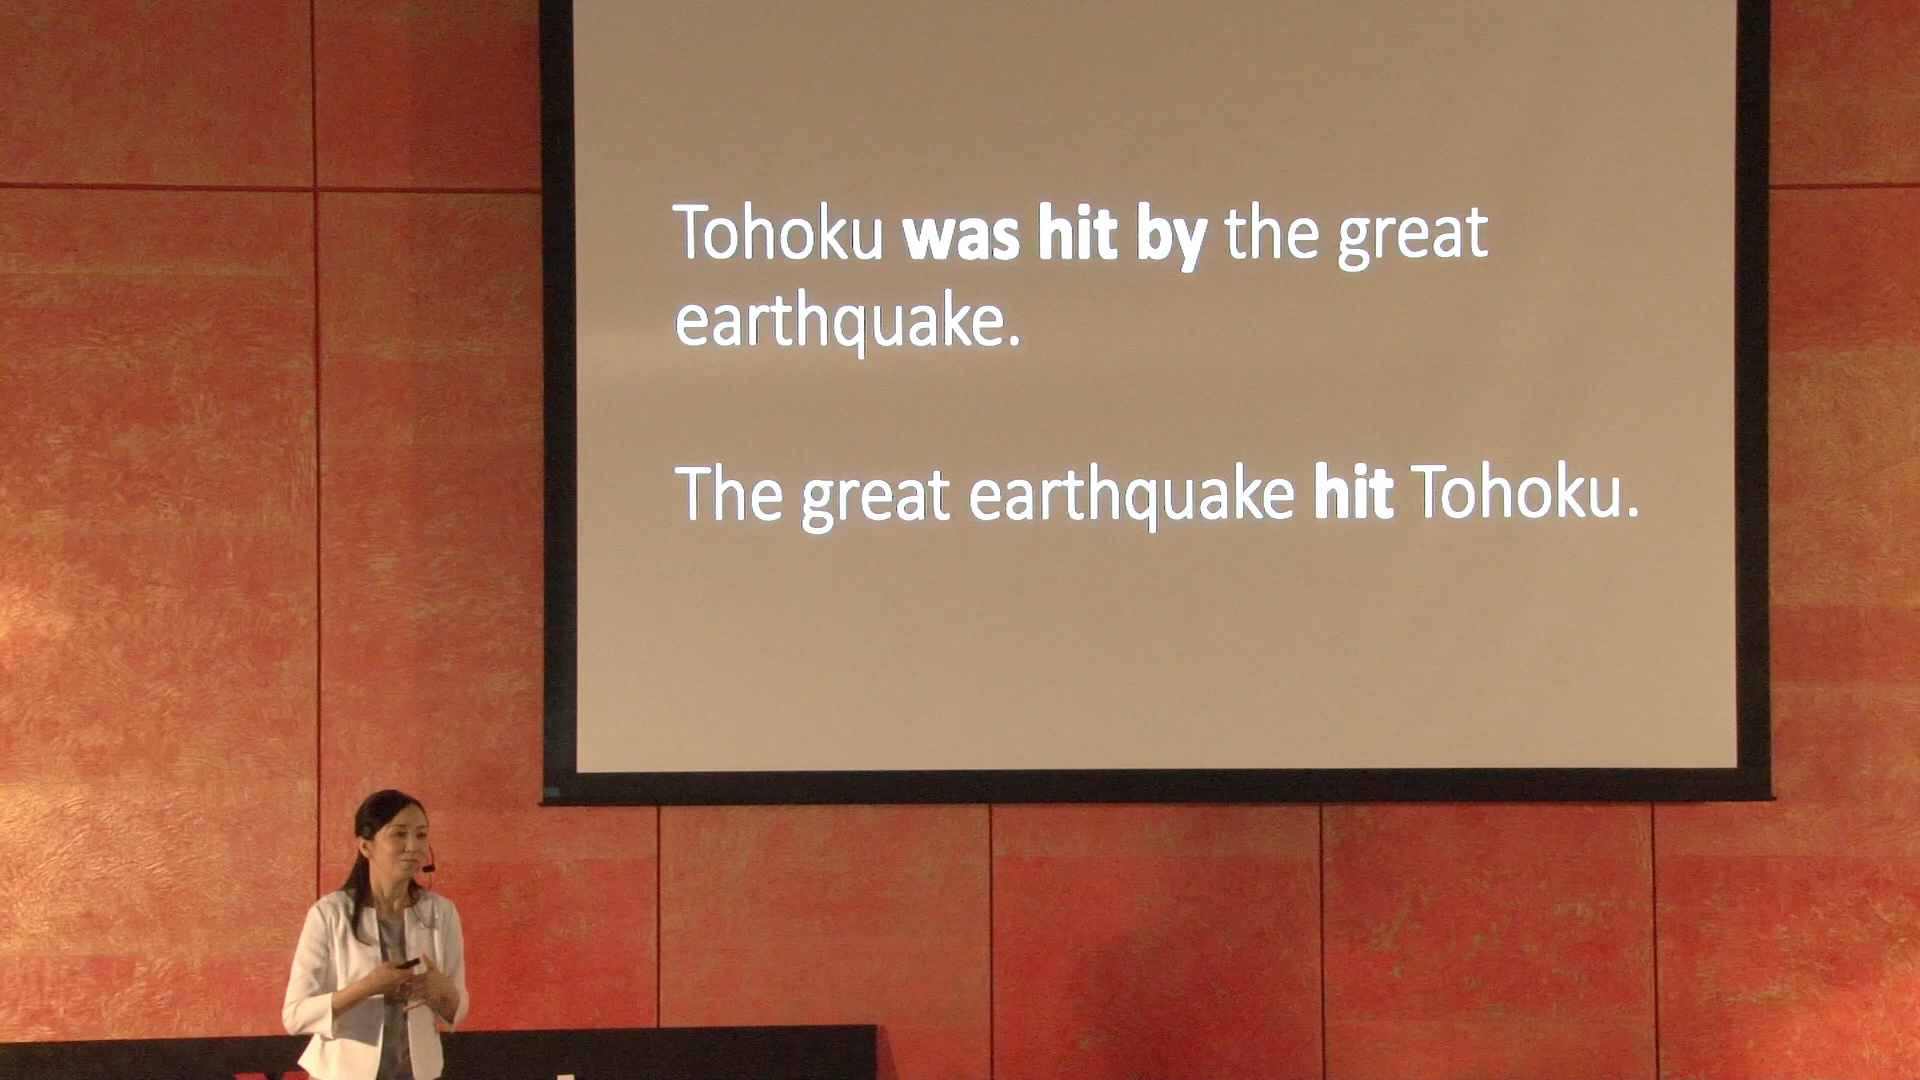 Tohoku was hit by the great
earthquake.
The great earthquake hit Tohoku.